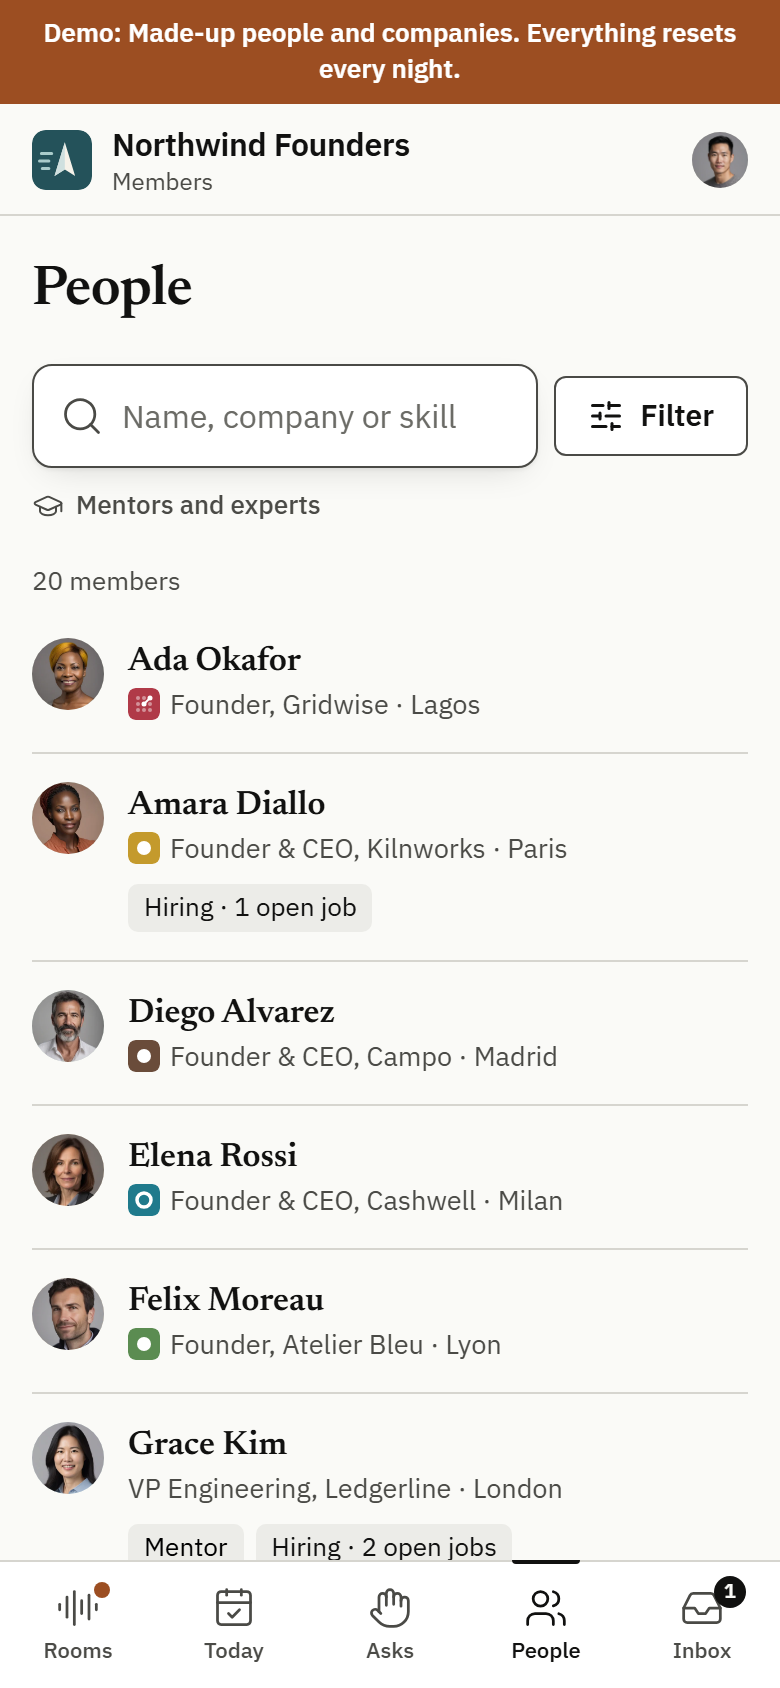 Demo: Made-up people and companies. Everything resets
every night.
Northwind Founders
Members
People
Name, company or skill
Filter
Mentors and experts
20 members
Ada Okafor
Founder, Gridwise · Lagos
Amara Diallo
Founder & CEO, Kilnworks · Paris
Hiring · 1 open job
Diego Alvarez
Founder & CEO, Campo · Madrid
Elena Rossi
Founder & CEO, Cashwell · Milan
Felix Moreau
Founder, Atelier Bleu · Lyon
Grace Kim
VP Engineering, Ledgerline · London
Mentor Hiring · 2 open jobs
1
Rooms Today Asks People Inbox